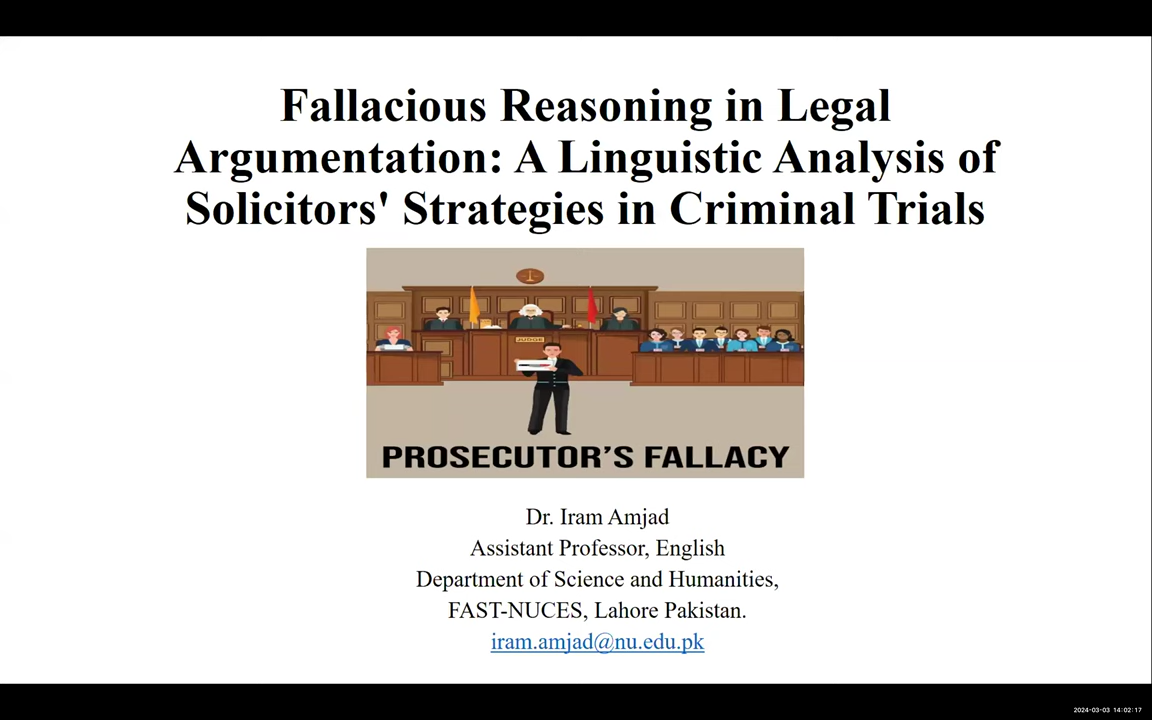 Fallacious Reasoning in Legal
Argumentation: A Linguistic Analysis of
Solicitors' Strategies in Criminal Trials
JUDGE
PROSECUTOR'S FALLACY
Dr. Iram Amjad
Assistant Professor, English
Department of Science and Humanities,
FAST-NUCES, Lahore Pakistan.
iram.amjad@nu.edu.pk
2024-03-03 14:02:17